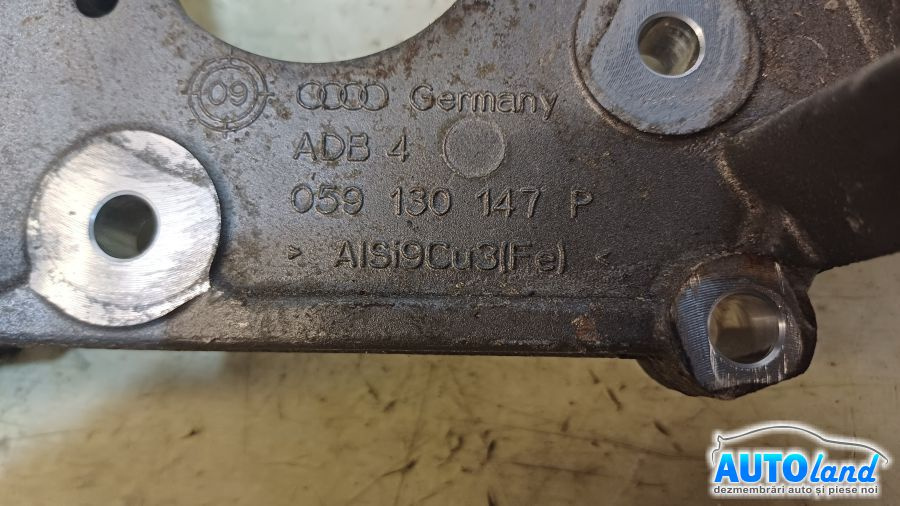 09 Germany
ADB 4
059 130 147 P
> AlSi9Cu3(Fe) <
AUTOland
dezmembrări auto și piese noi